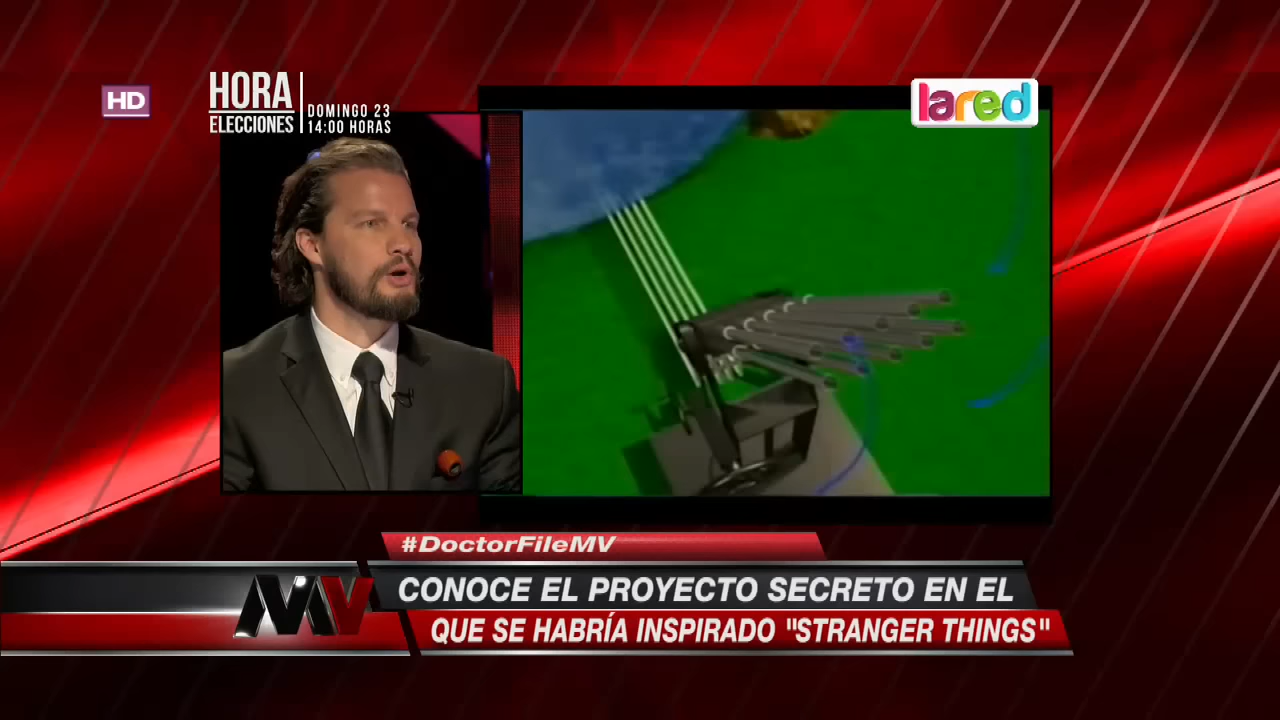 HD
HORA
ELECCIONES
DOMINGO 23
14:00 HORAS
lared
#DoctorFileMV
MV
CONOCE EL PROYECTO SECRETO EN EL
QUE SE HABRÍA INSPIRADO "STRANGER THINGS"